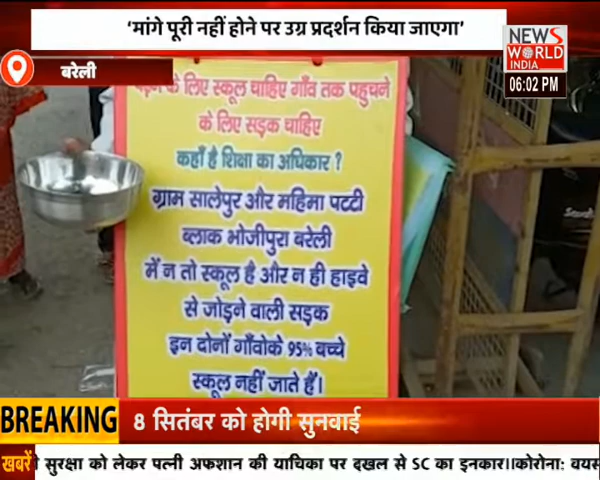 ‘मांगे पूरी नहीं होने पर उग्र प्रदर्शन किया जाएगा’
NEWS
WORLD
INDIA
06:02 PM
बरेली
के लिए स्कूल चाहिए गाँव तक पहुचने
के लिए सड़क चाहिए
कहाँ है शिक्षा का अधिकार ?
ग्राम सालेपुर और महिमा पट्टी
ब्लाक भोजीपुरा बरेली
में न तो स्कूल है और न ही हाइवे
से जोड़ने वाली सड़क
इन दोनों गाँवोके 95% बच्चे
स्कूल नहीं जाते हैं।
BREAKING
8 सितंबर को होगी सुनवाई
खबरें
सुरक्षा को लेकर पत्नी अफशान की याचिका पर दखल से SC का इनकार।।कोरोना: